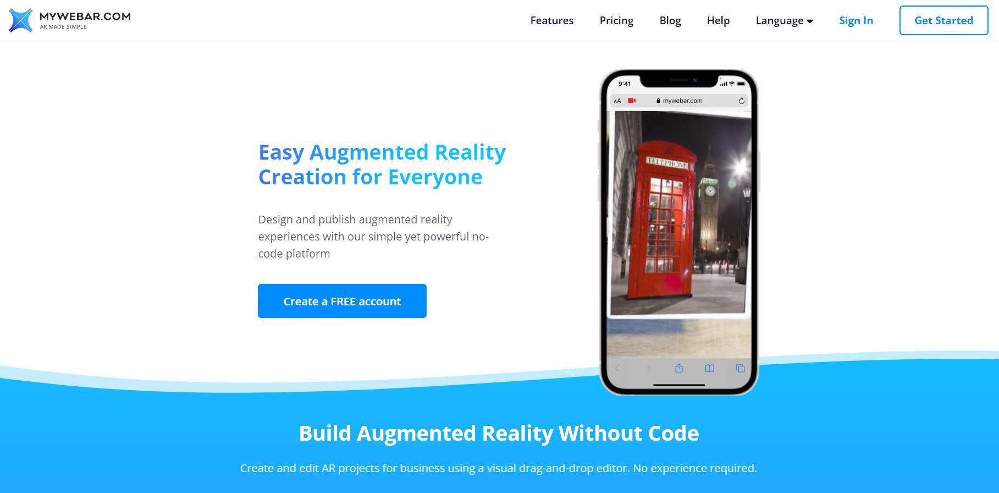 MYWEBAR.COM
AR MADE SIMPLE
Features
Pricing
Blog
Help
Language
Sign In
Get Started
9:41
AA
mywebar.com
TELEPHONE
Easy Augmented Reality
Creation for Everyone
Design and publish augmented reality
experiences with our simple yet powerful no-
code platform
Create a FREE account
Build Augmented Reality Without Code
Create and edit AR projects for business using a visual drag-and-drop editor. No experience required.